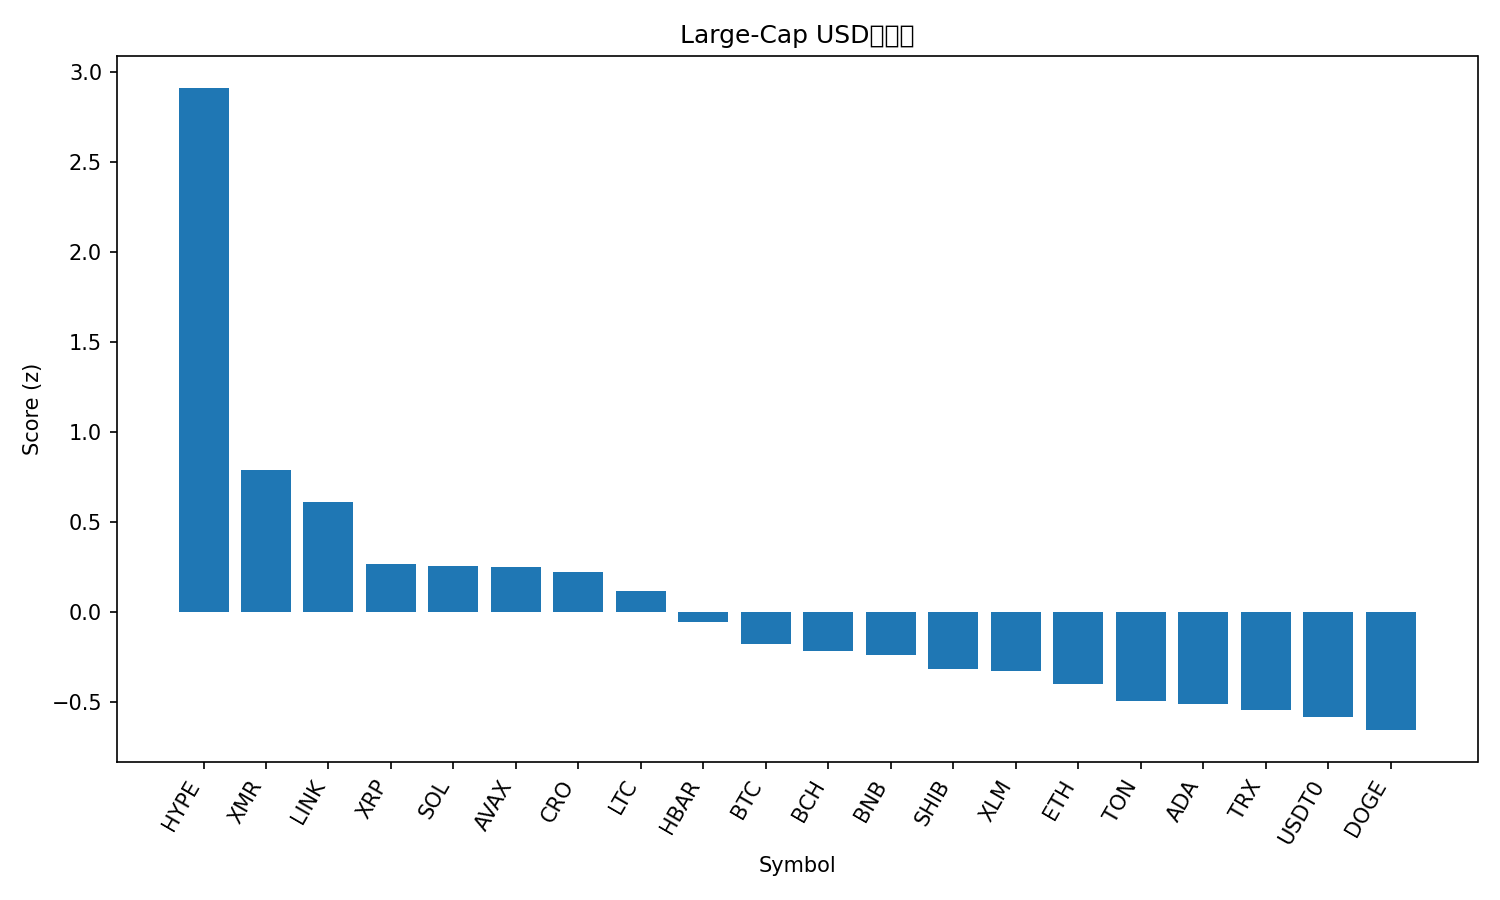 Large-Cap USD
3.0
2.5
2.0
1.5
1.0
0.5
0.0
−0.5
Score (z)
HYPE
XMR
LINK
XRP
SOL
AVAX
CRO
LTC
HBAR
BTC
BCH
BNB
SHIB
XLM
ETH
TON
ADA
TRX
USDT0
DOGE
Symbol